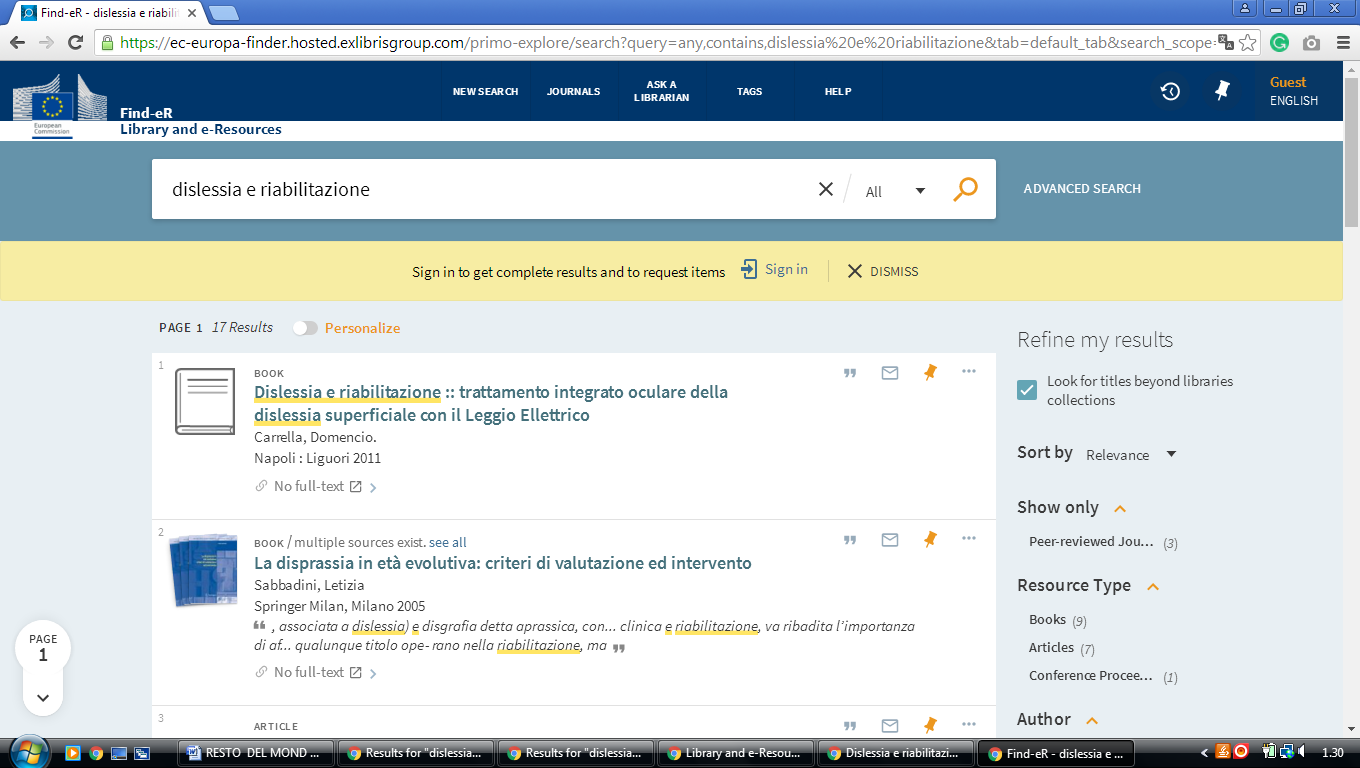 Find-eR - dislessia e riabilit
https://ec-europa-finder.hosted.exlibrisgroup.com/primo-explore/search?query=any,contains,dislessia%20e%20riabilitazione&tab=default_tab&search_scope=
European
Commission
Find-eR
Library and e-Resources
NEW SEARCH
JOURNALS
ASK A
LIBRARIAN
TAGS
HELP
Guest
ENGLISH
dislessia e riabilitazione
All
ADVANCED SEARCH
Sign in to get complete results and to request items
Sign in
DISMISS
PAGE 1 17 Results
Personalize
1
BOOK
Dislessia e riabilitazione :: trattamento integrato oculare della
dislessia superficiale con il Leggio Ellettrico
Carrella, Domencio.
Napoli : Liguori 2011
No full-text
2
BOOK / multiple sources exist. see all
La disprassia in età evolutiva: criteri di valutazione ed intervento
Sabbadini, Letizia
Springer Milan, Milano 2005
❝ , associata a dislessia) e disgrafia detta aprassica, con... clinica e riabilitazione, va ribadita l'importanza
di af... qualunque titolo ope- rano nella riabilitazione, ma ❞
No full-text
3
ARTICLE
Refine my results
Look for titles beyond libraries
collections
Sort by Relevance
Show only
Peer-reviewed Jou... (3)
Resource Type
Books (9)
Articles (7)
Conference Procee... (1)
Author
PAGE
1
RESTO DEL MOND ...
Results for "dislessia...
Results for "dislessia...
Library and e-Resou...
Dislessia e riabilitazi...
Find-eR - dislessia e ...
1.30